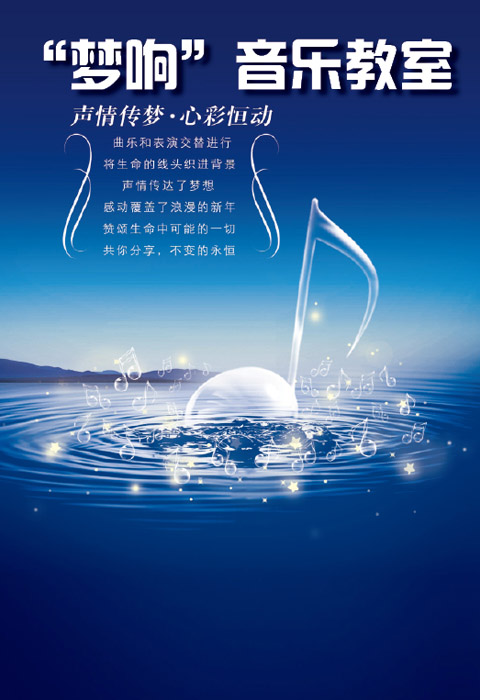 “梦响”音乐教室
声情传梦·心彩恒动
曲乐和表演交替进行
将生命的线头织进背景
声情传达了梦想
感动覆盖了浪漫的新年
赞颂生命中可能的一切
共你分享，不变的永恒